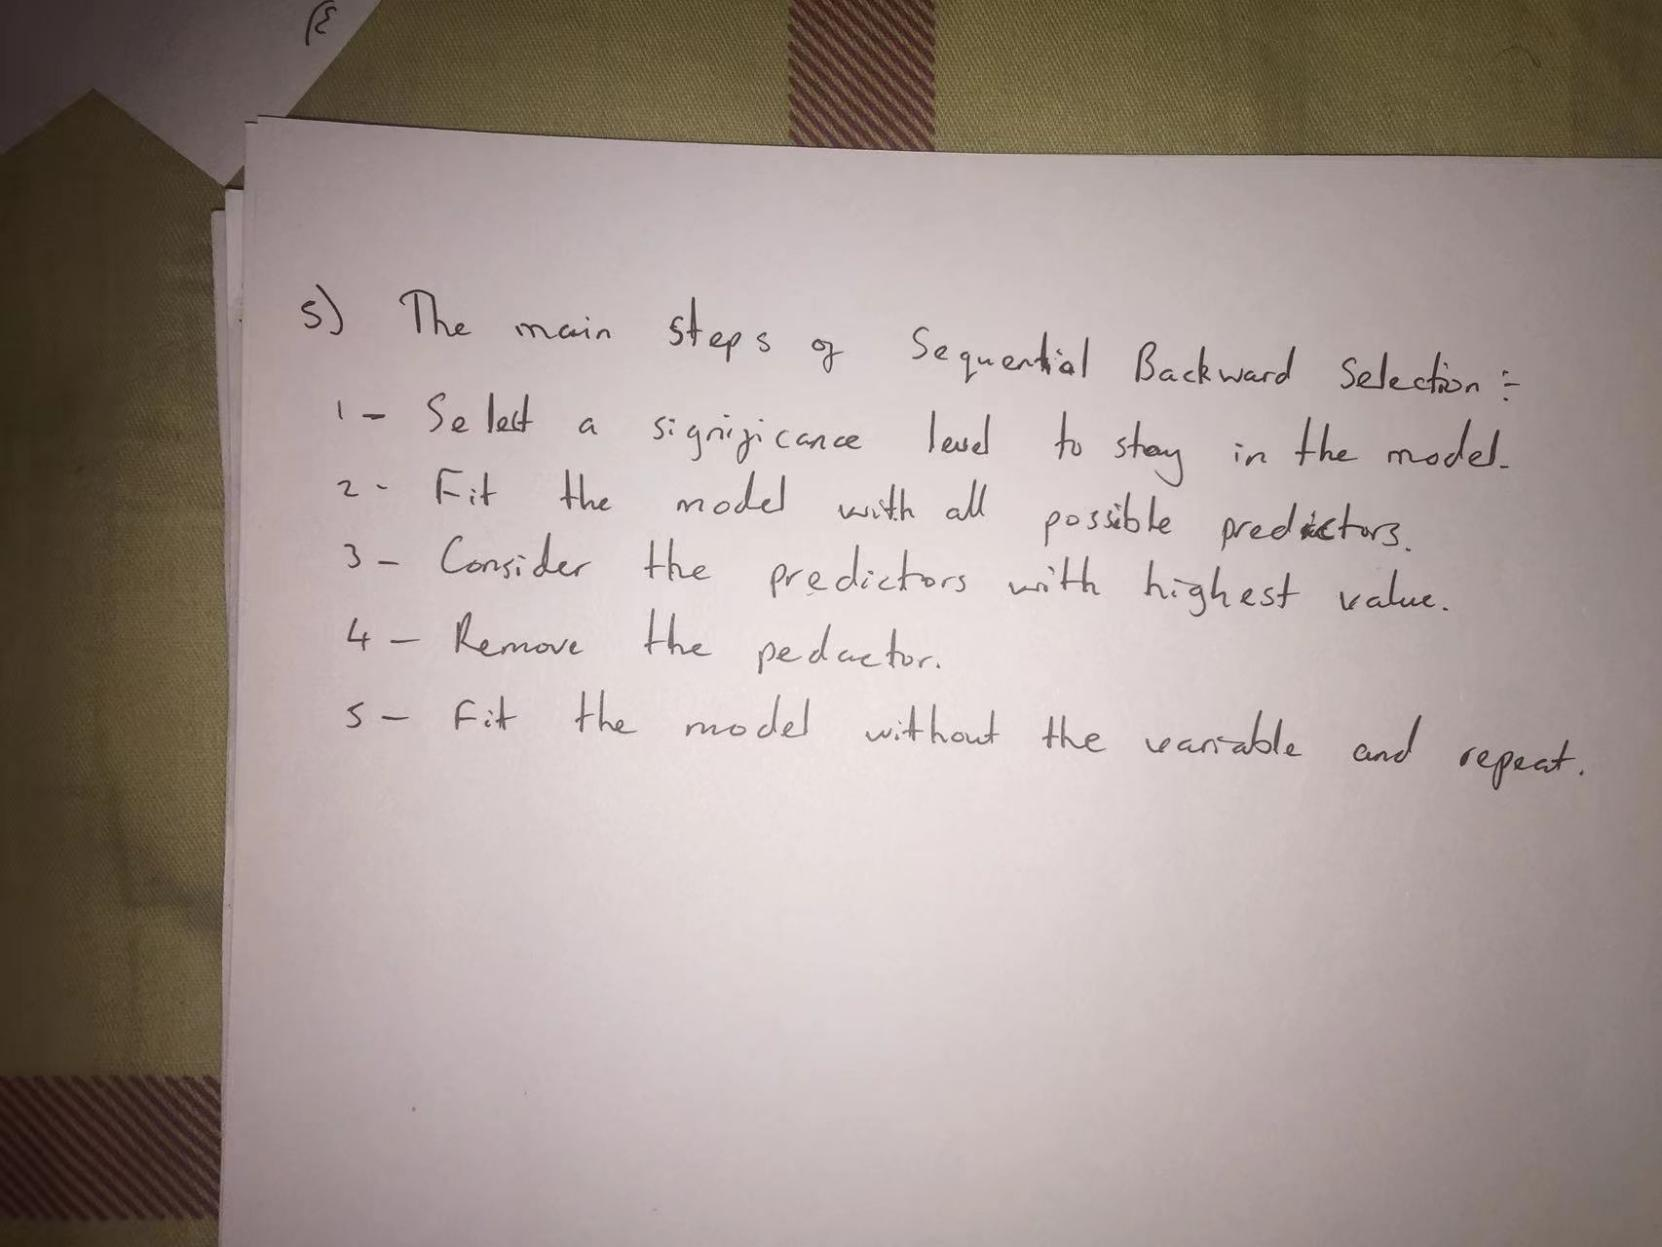 5) The main steps of Sequential Backward Selection:-
1- Select a significance level to stay in the model.
2- Fit the model with all possible predictors.
3- Consider the predictors with highest value.
4- Remove the pedactor.
5- Fit the model without the variable and repeat.